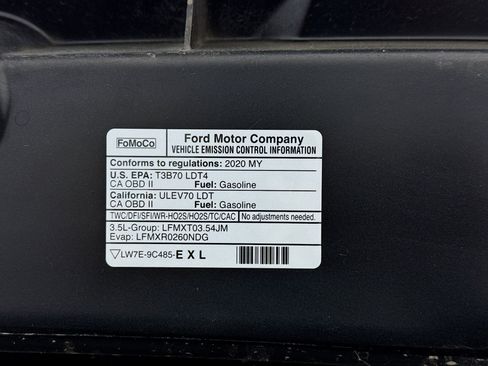 FoMoCo
Ford Motor Company
VEHICLE EMISSION CONTROL INFORMATION
Conforms to regulations: 2020 MY
U.S. EPA: T3B70 LDT4
CA OBD II Fuel: Gasoline
California: ULEV70 LDT
CA OBD II Fuel: Gasoline
TWC/DFI/SFI/WR-HO2S/HO2S/TC/CAC No adjustments needed.
3.5L-Group: LFMXT03.54JM
Evap: LFMXR0260NDG
▽LW7E-9C485-E X L